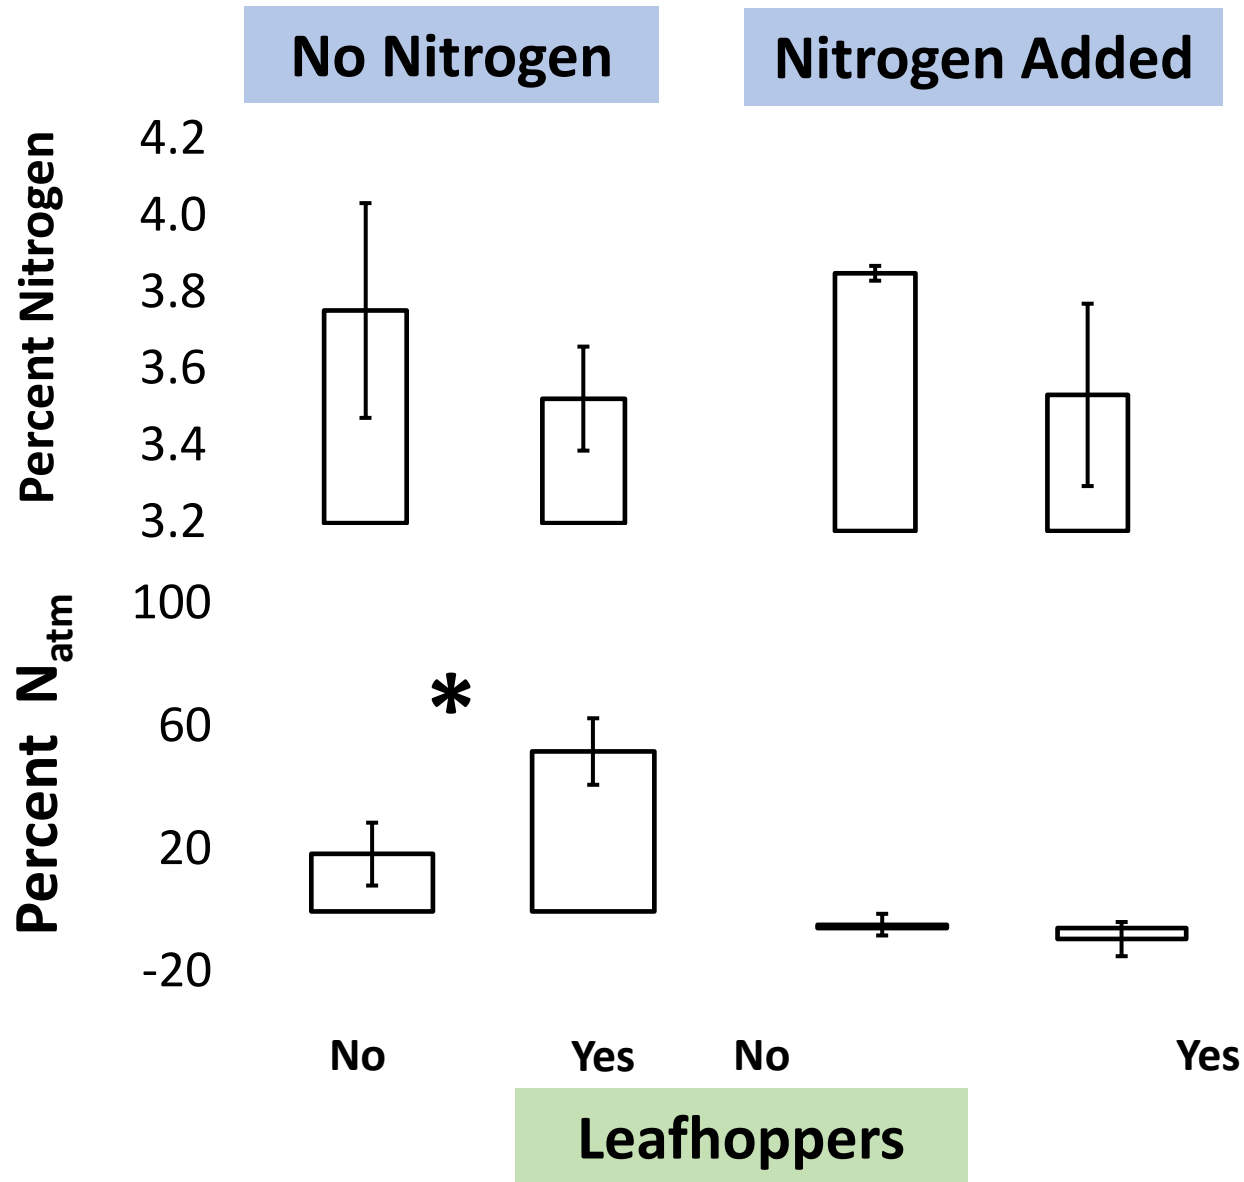 No Nitrogen
Nitrogen Added
Percent Nitrogen
4.2
4.0
3.8
3.6
3.4
3.2
Percent Natm
100
60
20
-20
*
No
Yes
No
Yes
Leafhoppers